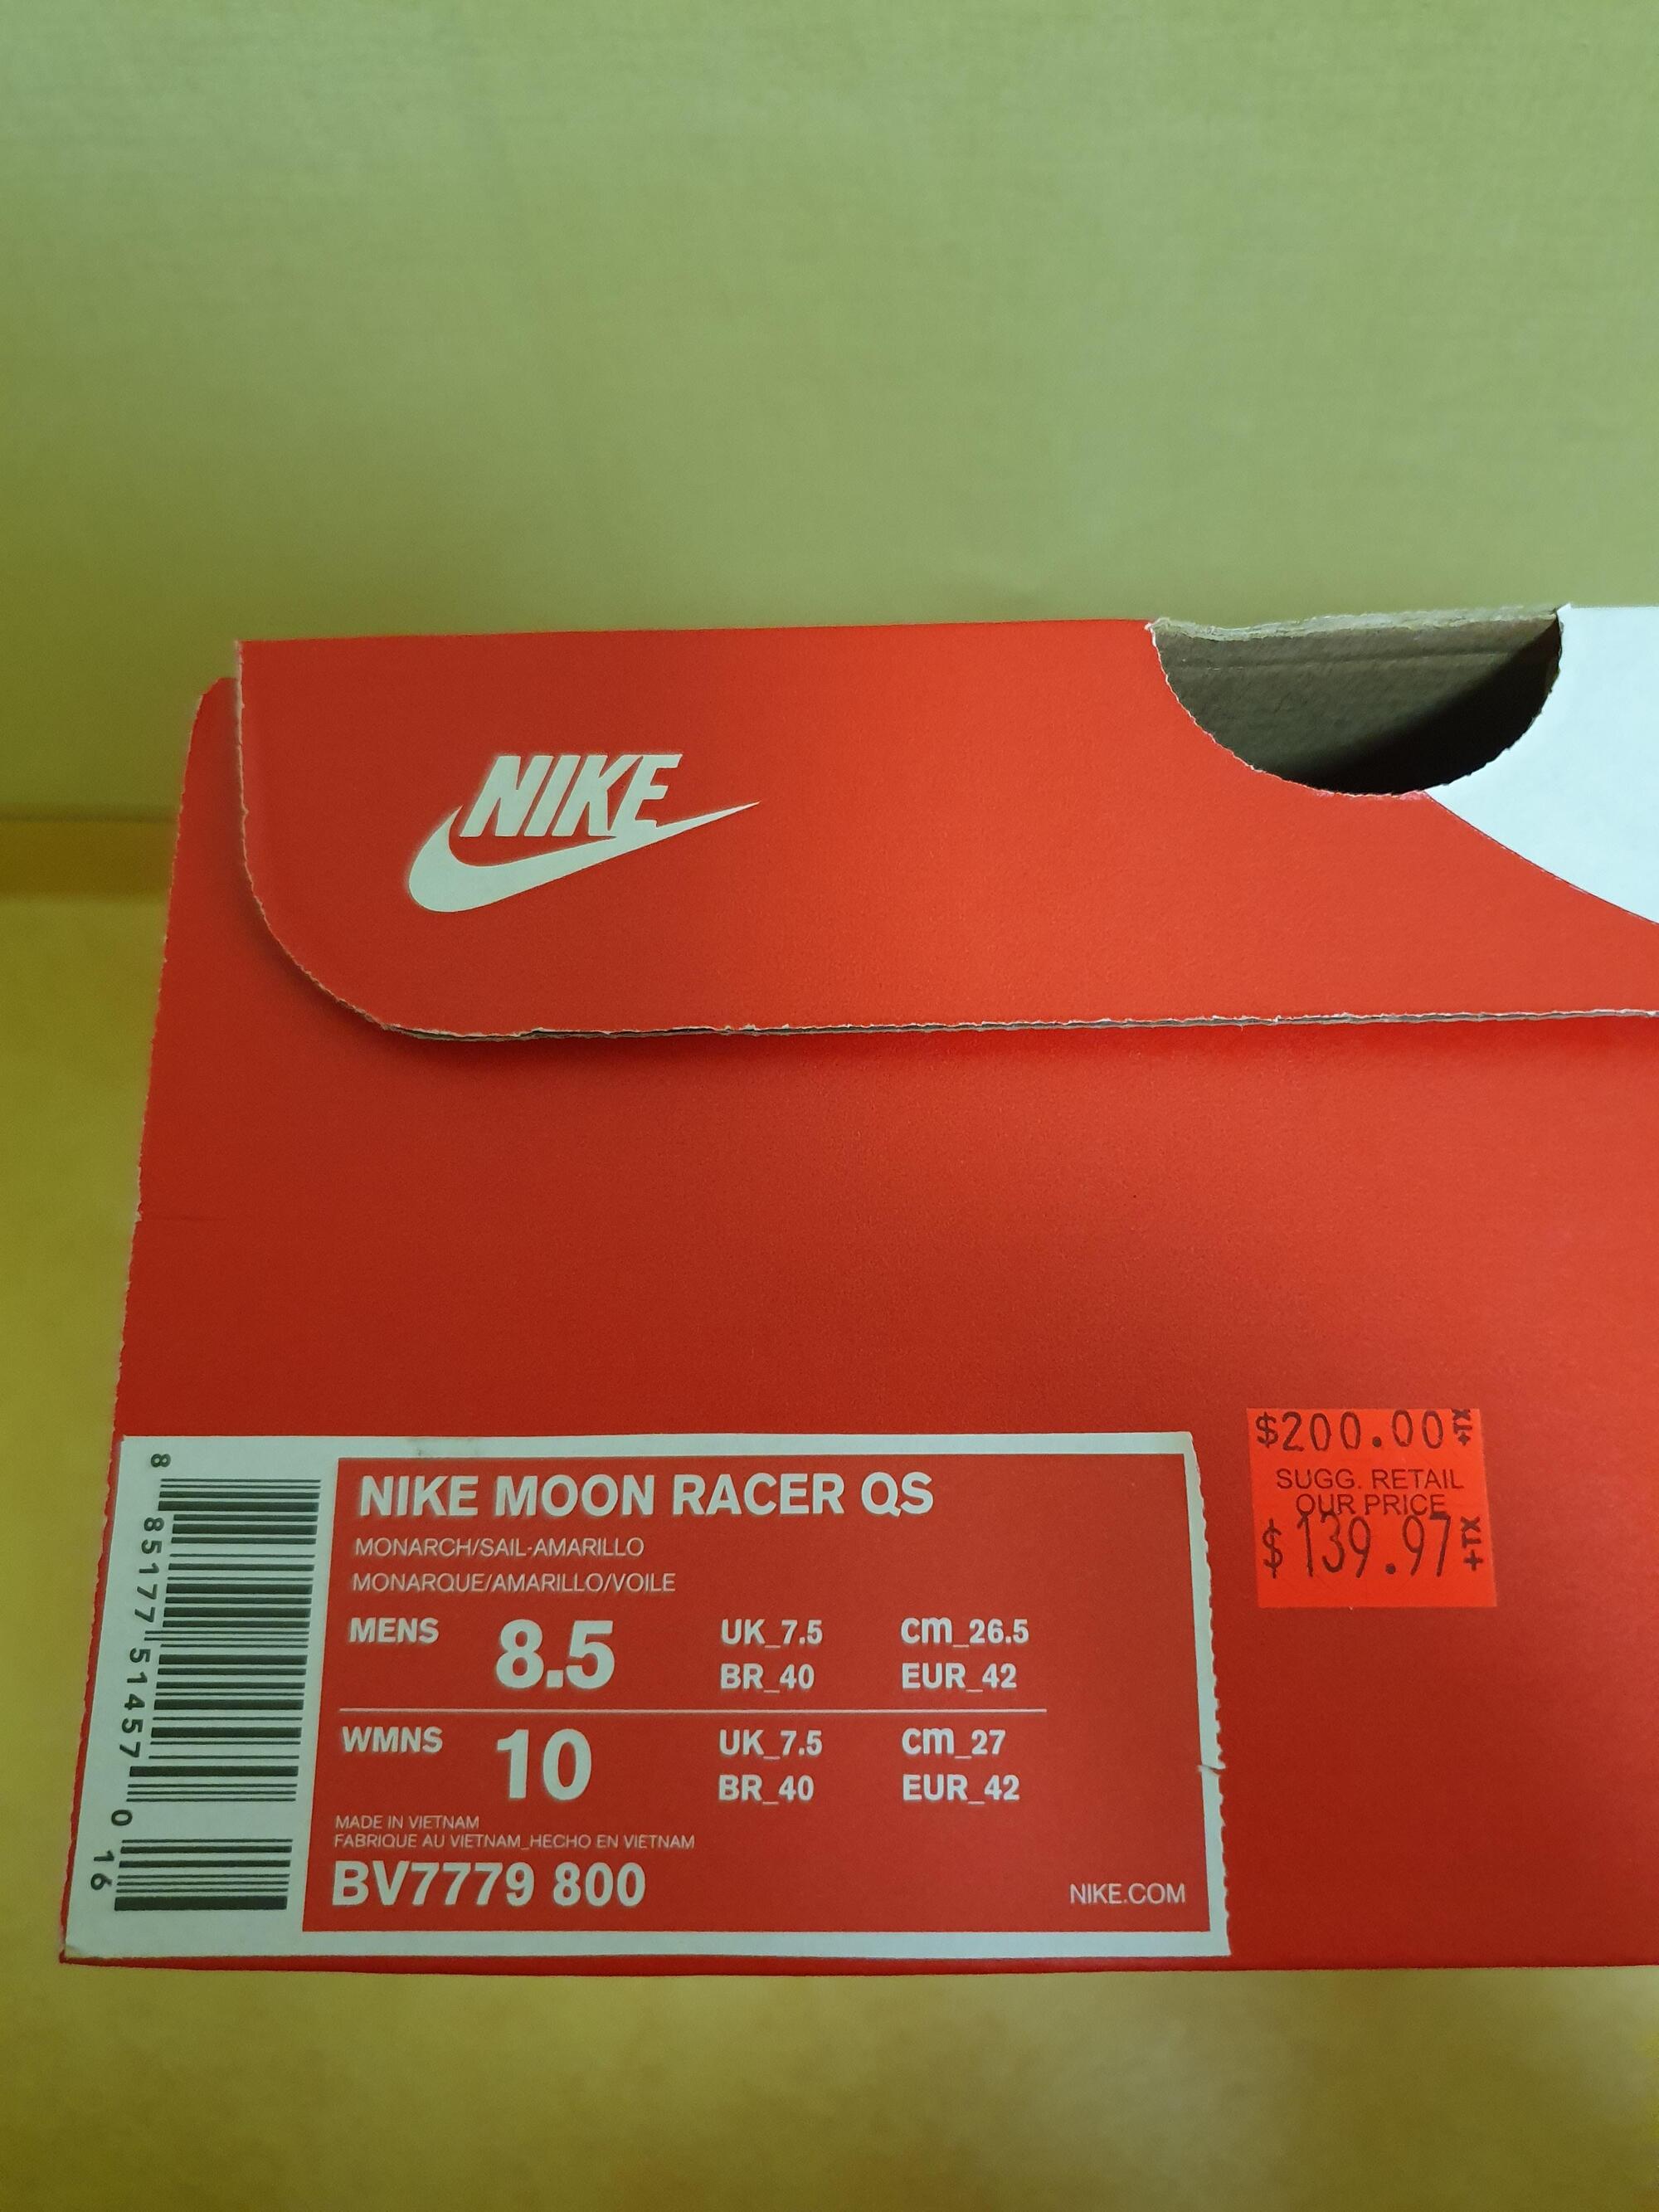 NIKE
$200.00
SUGG. RETAIL
OUR PRICE
$139.97
NIKE MOON RACER QS
MONARCH/SAIL-AMARILLO
MONARQUE/AMARILLO/VOILE
MENS 8.5 UK_7.5 cm_26.5
BR_40 EUR_42
WMNS 10 UK_7.5 cm_27
BR_40 EUR_42
MADE IN VIETNAM
FABRIQUE AU VIETNAM_HECHO EN VIETNAM
BV7779 800
NIKE.COM
8 85177 51457 0 16